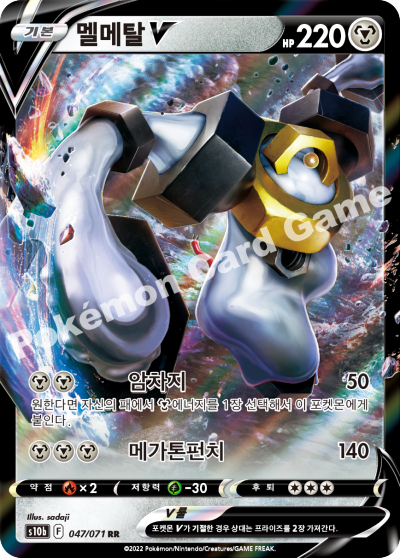 기본 멜메탈 V HP 220
Pokémon Card Game
암차지 50
원한다면 자신의 패에서 에너지를 1장 선택해서 이 포켓몬에게
붙인다.
메가톤펀치 140
약점 ×2 저항력 -30 후퇴
Illus. sadaji
s10b F 047/071 RR
V룰
포켓몬 V가 기절한 경우 상대는 프라이즈를 2장 가져간다.
©2022 Pokémon/Nintendo/Creatures/GAME FREAK.